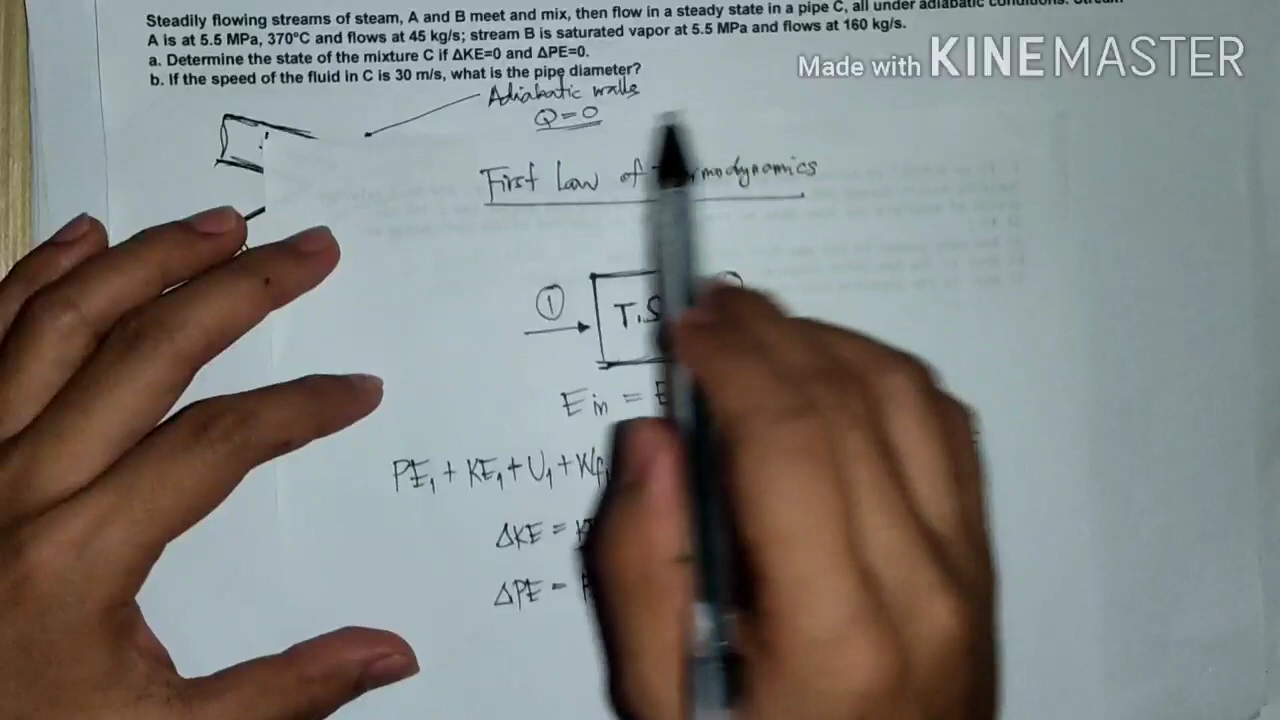 Steadily flowing streams of steam, A and B meet and mix, then flow in a steady state in a pipe C, all under adiabatic conditions. Stream
A is at 5.5 MPa, 370°C and flows at 45 kg/s; stream B is saturated vapor at 5.5 MPa and flows at 160 kg/s.
a. Determine the state of the mixture C if ΔKE=0 and ΔPE=0.
b. If the speed of the fluid in C is 30 m/s, what is the pipe diameter?
Made with KINEMASTER
Adiabatic walls
Q=0
First Law of
1
T.S
Ein =
PE1 + KE1 + U1 +
ΔKE =
ΔPE =